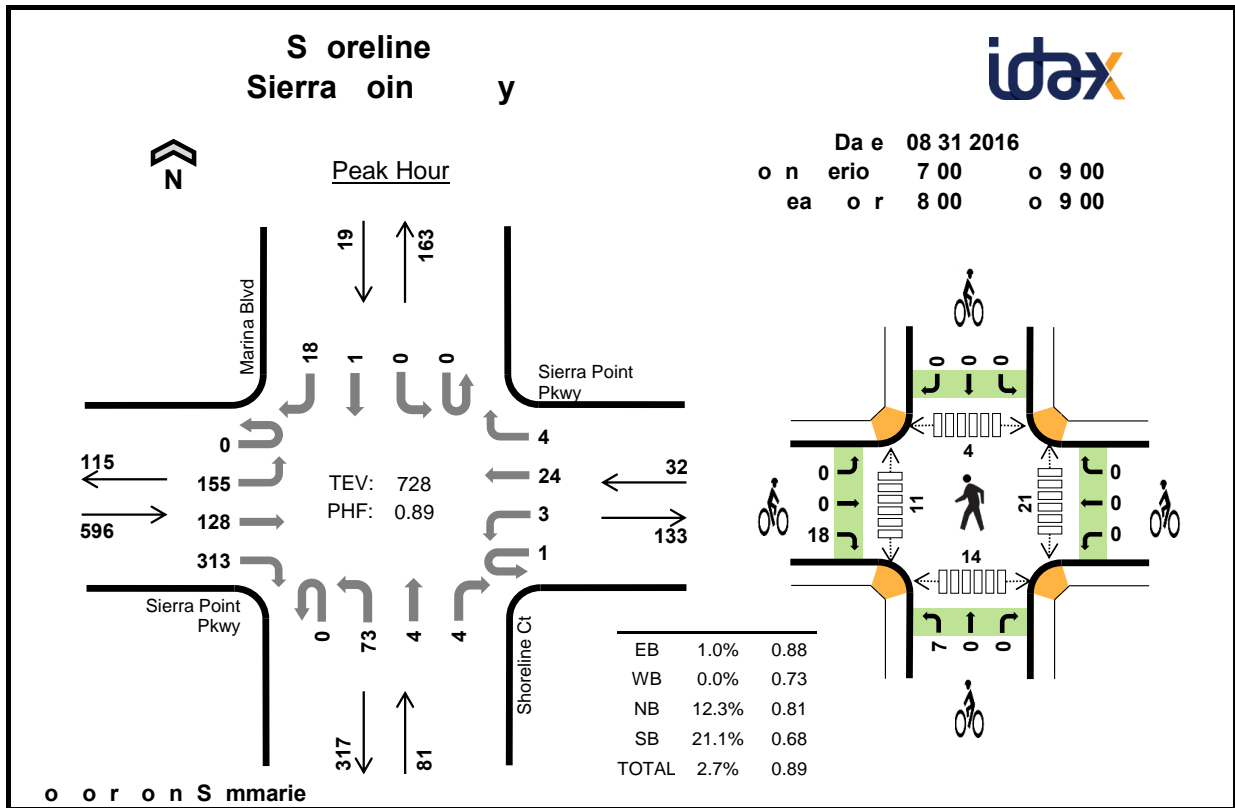 S oreline
Sierra oin y
idax
Da e 08 31 2016
o n erio 7 00 o 9 00
ea o r 8 00 o 9 00
N
Peak Hour
19
163
Marina Blvd
18
1
0
0
Sierra Point
Pkwy
0
155
128
313
115
596
TEV: 728
PHF: 0.89
4
24
3
1
32
133
Sierra Point
Pkwy
0
73
4
4
Shoreline Ct
317
81
EB 1.0% 0.88
WB 0.0% 0.73
NB 12.3% 0.81
SB 21.1% 0.68
TOTAL 2.7% 0.89
0
0
0
4
0
0
18
11
21
0
0
0
14
7
0
0
o o r on S mmarie